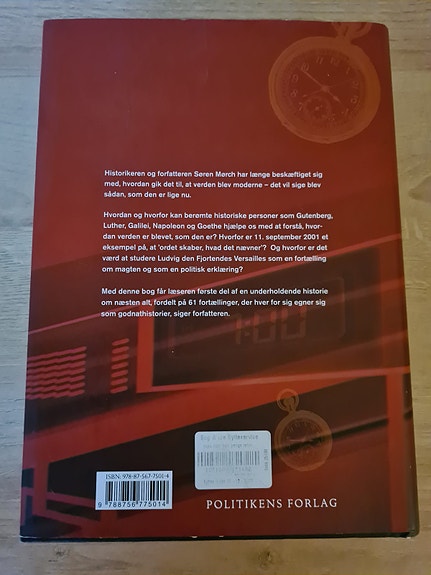 Historikeren og forfatteren Søren Mørch har længe beskæftiget sig
med, hvordan gik det til, at verden blev moderne – det vil sige blev
sådan, som den er lige nu.
Hvordan og hvorfor kan berømte historiske personer som Gutenberg,
Luther, Galilei, Napoleon og Goethe hjælpe os med at forstå, hvor-
dan verden er blevet, som den er? Hvorfor er 11. september 2001 et
eksempel på, at 'ordet skaber, hvad det nævner'? Og hvorfor er det
værd at studere Ludvig den Fjortendes Versailles som en fortælling
om magten og som en politisk erklæring?
Med denne bog får læseren første del af en underholdende historie
om næsten alt, fordelt på 61 fortællinger, der hver for sig egner sig
som godnathistorier, siger forfatteren.
1:00
ISBN: 978-87-567-7501-4
9 788756 775014
POLITIKENS FORLAG